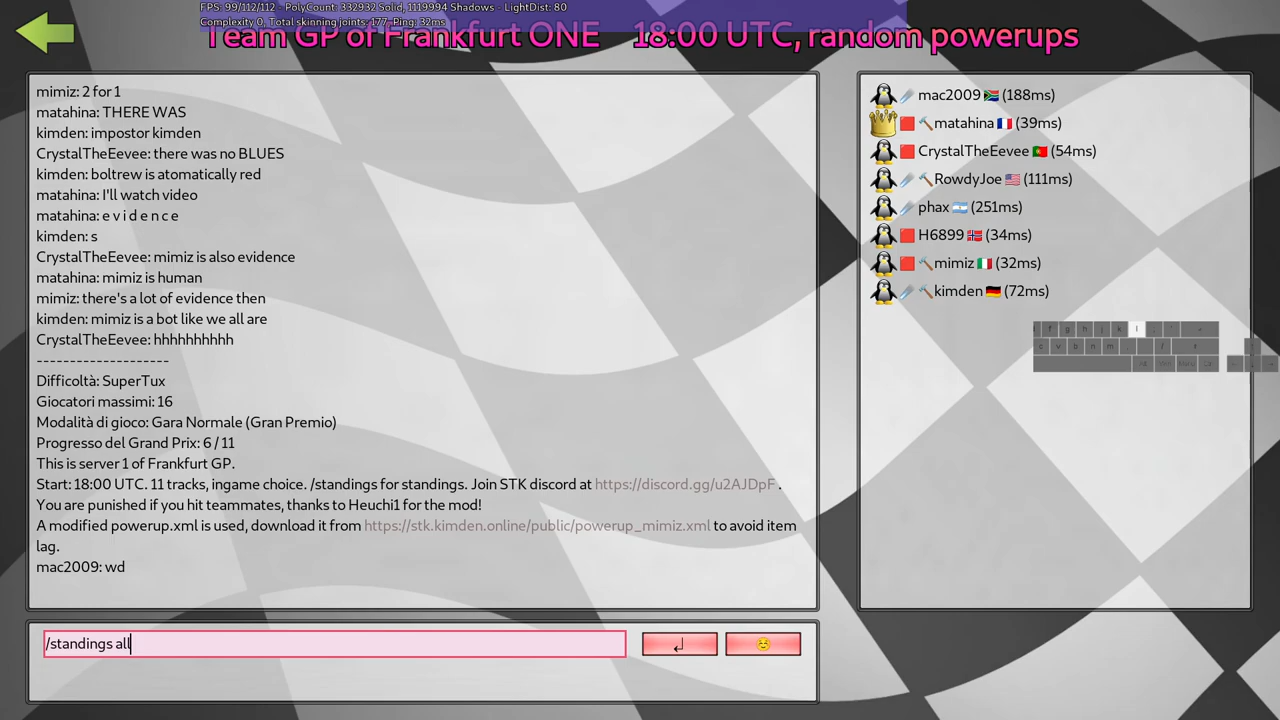 FPS: 99/112/112 - PolyCount: 332932 Solid, 1119994 Shadows - LightDist: 80
Complexity 0, Total skinning joints: 177, Ping: 32ms
Team GP of Frankfurt ONE 18:00 UTC, random powerups
mimiz: 2 for 1
matahina: THERE WAS
kimden: impostor kimden
CrystalTheEevee: there was no BLUES
kimden: boltrew is atomatically red
matahina: I'll watch video
matahina: e v i d e n c e
kimden: s
CrystalTheEevee: mimiz is also evidence
matahina: mimiz is human
mimiz: there's a lot of evidence then
kimden: mimiz is a bot like we all are
CrystalTheEevee: hhhhhhhhhh
--------------------
Difficoltà: SuperTux
Giocatori massimi: 16
Modalità di gioco: Gara Normale (Gran Premio)
Progresso del Grand Prix: 6 / 11
This is server 1 of Frankfurt GP.
Start: 18:00 UTC. 11 tracks, ingame choice. /standings for standings. Join STK discord at https://discord.gg/u2AJDpF .
You are punished if you hit teammates, thanks to Heuchi1 for the mod!
A modified powerup.xml is used, download it from https://stk.kimden.online/public/powerup_mimiz.xml to avoid item
lag.
mac2009: wd
/standings all
mac2009 🇿🇦 (188ms)
matahina 🇫🇷 (39ms)
CrystalTheEevee 🇵🇹 (54ms)
RowdyJoe 🇺🇸 (111ms)
phax 🇦🇷 (251ms)
H6899 🇳🇴 (34ms)
mimiz 🇮🇹 (32ms)
kimden 🇩🇪 (72ms)
f g h j k l
c v b n m